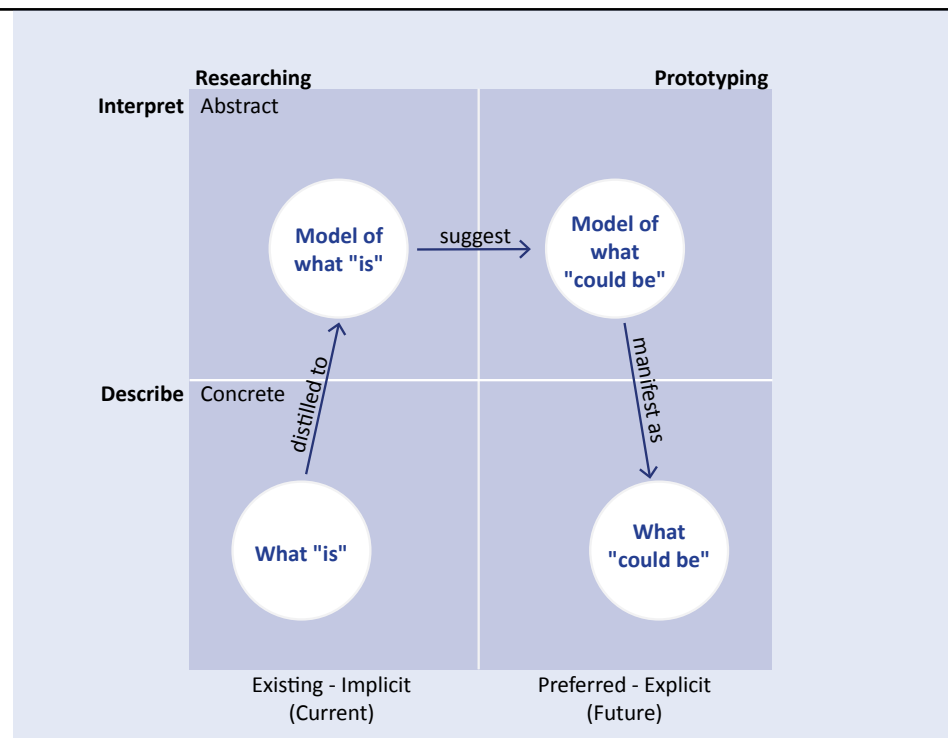 Researching
Prototyping
Interpret
Abstract
Model of
what "is"
suggest
Model of
what
"could be"
distilled to
manifest as
Describe
Concrete
What "is"
What
"could be"
Existing - Implicit
(Current)
Preferred - Explicit
(Future)